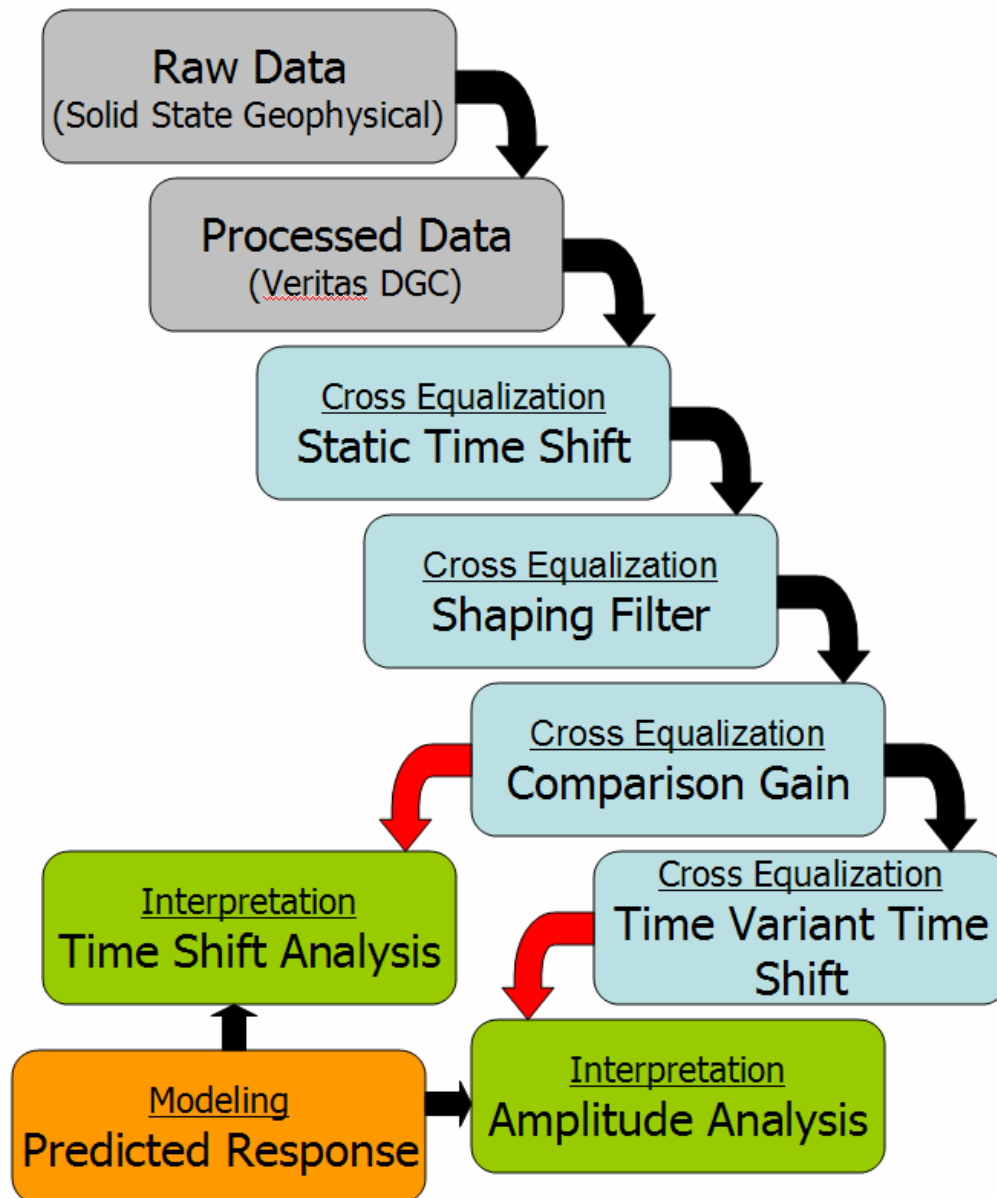 Raw Data
(Solid State Geophysical)
Processed Data
(Veritas DGC)
Cross Equalization
Static Time Shift
Cross Equalization
Shaping Filter
Cross Equalization
Comparison Gain
Cross Equalization
Time Variant Time
Shift
Interpretation
Time Shift Analysis
Interpretation
Amplitude Analysis
Modeling
Predicted Response